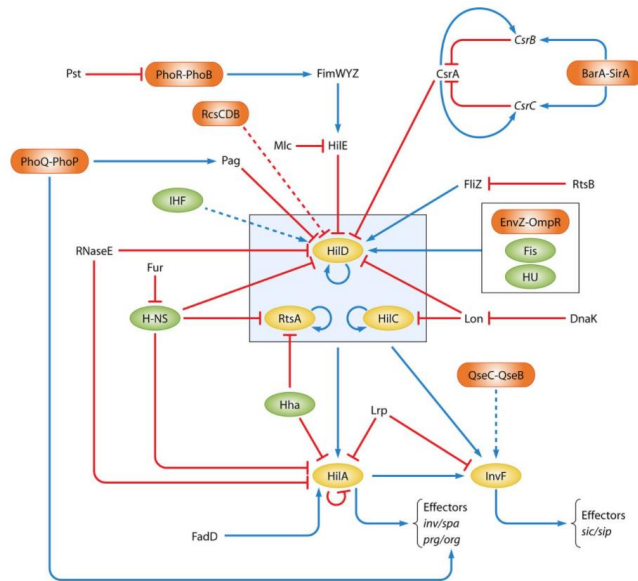 CsrB
Pst
PhoR-PhoB
FimWYZ
CsrA
BarA-SirA
RcsCDB
CsrC
Mlc
HilE
PhoQ-PhoP
Pag
IHF
FliZ
RtsB
EnvZ-OmpR
RNaseE
HilD
Fis
Fur
HU
H-NS
RtsA
HilC
Lon
DnaK
QseC-QseB
Hha
Lrp
HilA
InvF
Effectors
inv/spa
prg/org
Effectors
sic/sip
FadD